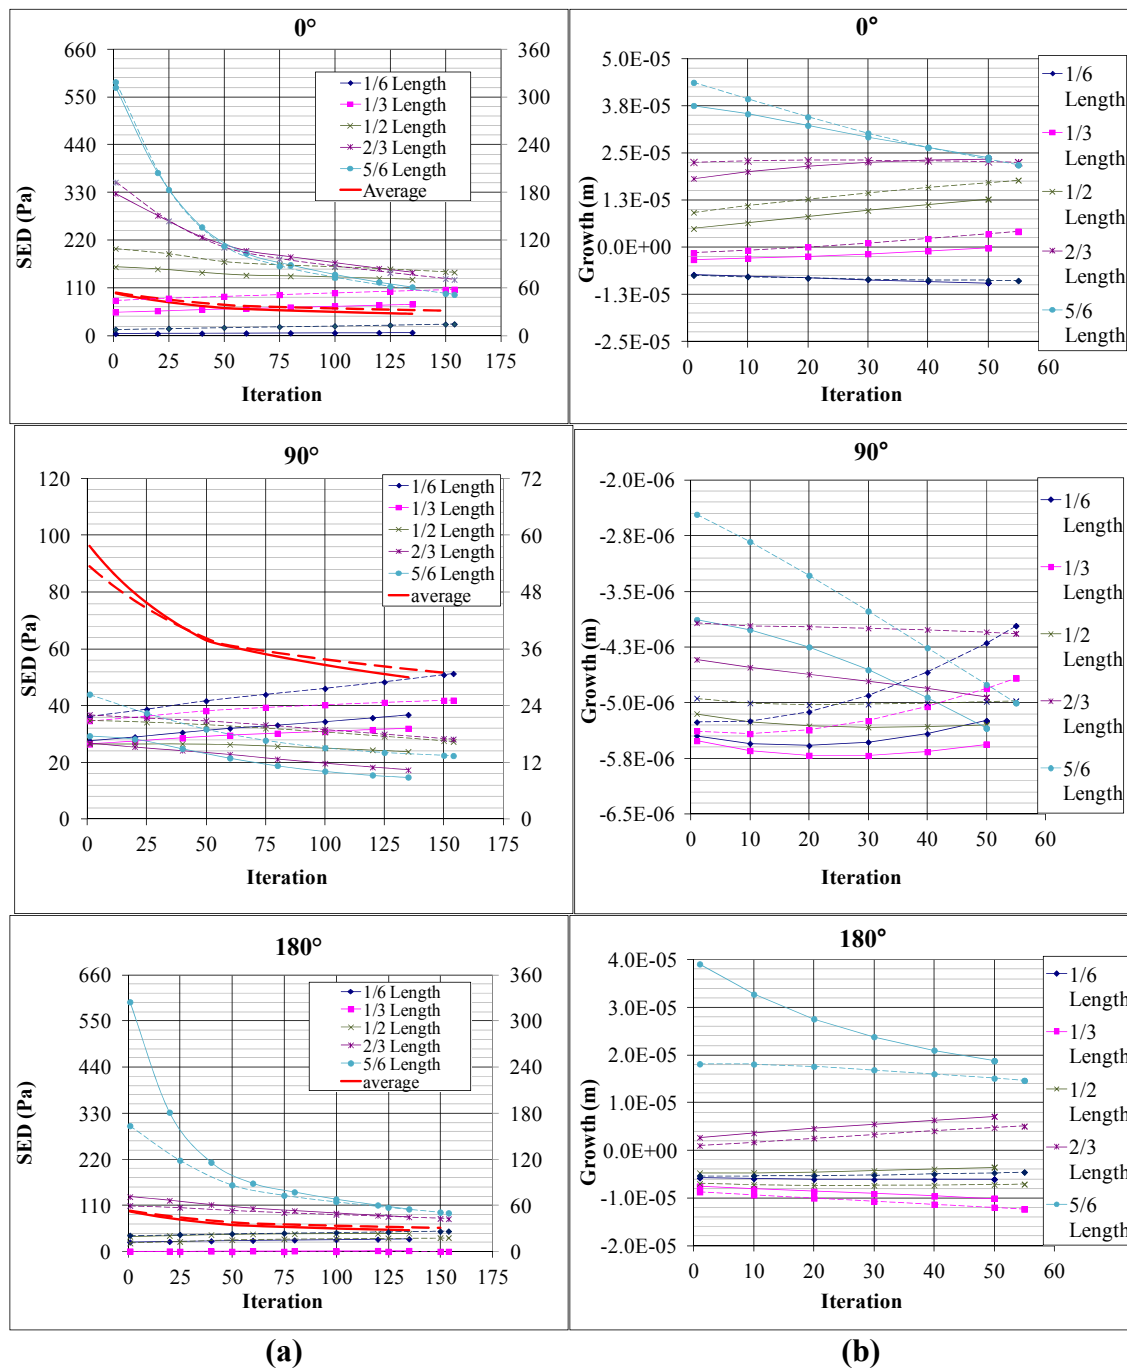 0°
660
550
440
330
220
110
0
360
300
240
180
120
60
0
SED (Pa)
1/6 Length
1/3 Length
1/2 Length
2/3 Length
5/6 Length
Average
0 25 50 75 100 125 150 175
Iteration
0°
5.0E-05
3.8E-05
2.5E-05
1.3E-05
0.0E+00
-1.3E-05
-2.5E-05
Growth (m)
1/6
Length
1/3
Length
1/2
Length
2/3
Length
5/6
Length
0 10 20 30 40 50 60
Iteration
90°
120
100
80
60
40
20
0
72
60
48
36
24
12
0
SED (Pa)
1/6 Length
1/3 Length
1/2 Length
2/3 Length
5/6 Length
average
0 25 50 75 100 125 150 175
Iteration
90°
-2.0E-06
-2.8E-06
-3.5E-06
-4.3E-06
-5.0E-06
-5.8E-06
-6.5E-06
Growth (m)
1/6
Length
1/3
Length
1/2
Length
2/3
Length
5/6
Length
0 10 20 30 40 50 60
Iteration
180°
660
550
440
330
220
110
0
360
300
240
180
120
60
0
SED (Pa)
1/6 Length
1/3 Length
1/2 Length
2/3 Length
5/6 Length
average
0 25 50 75 100 125 150 175
Iteration
180°
4.0E-05
3.0E-05
2.0E-05
1.0E-05
0.0E+00
-1.0E-05
-2.0E-05
Growth (m)
1/6
Length
1/3
Length
1/2
Length
2/3
Length
5/6
Length
0 10 20 30 40 50 60
Iteration
(a)
(b)